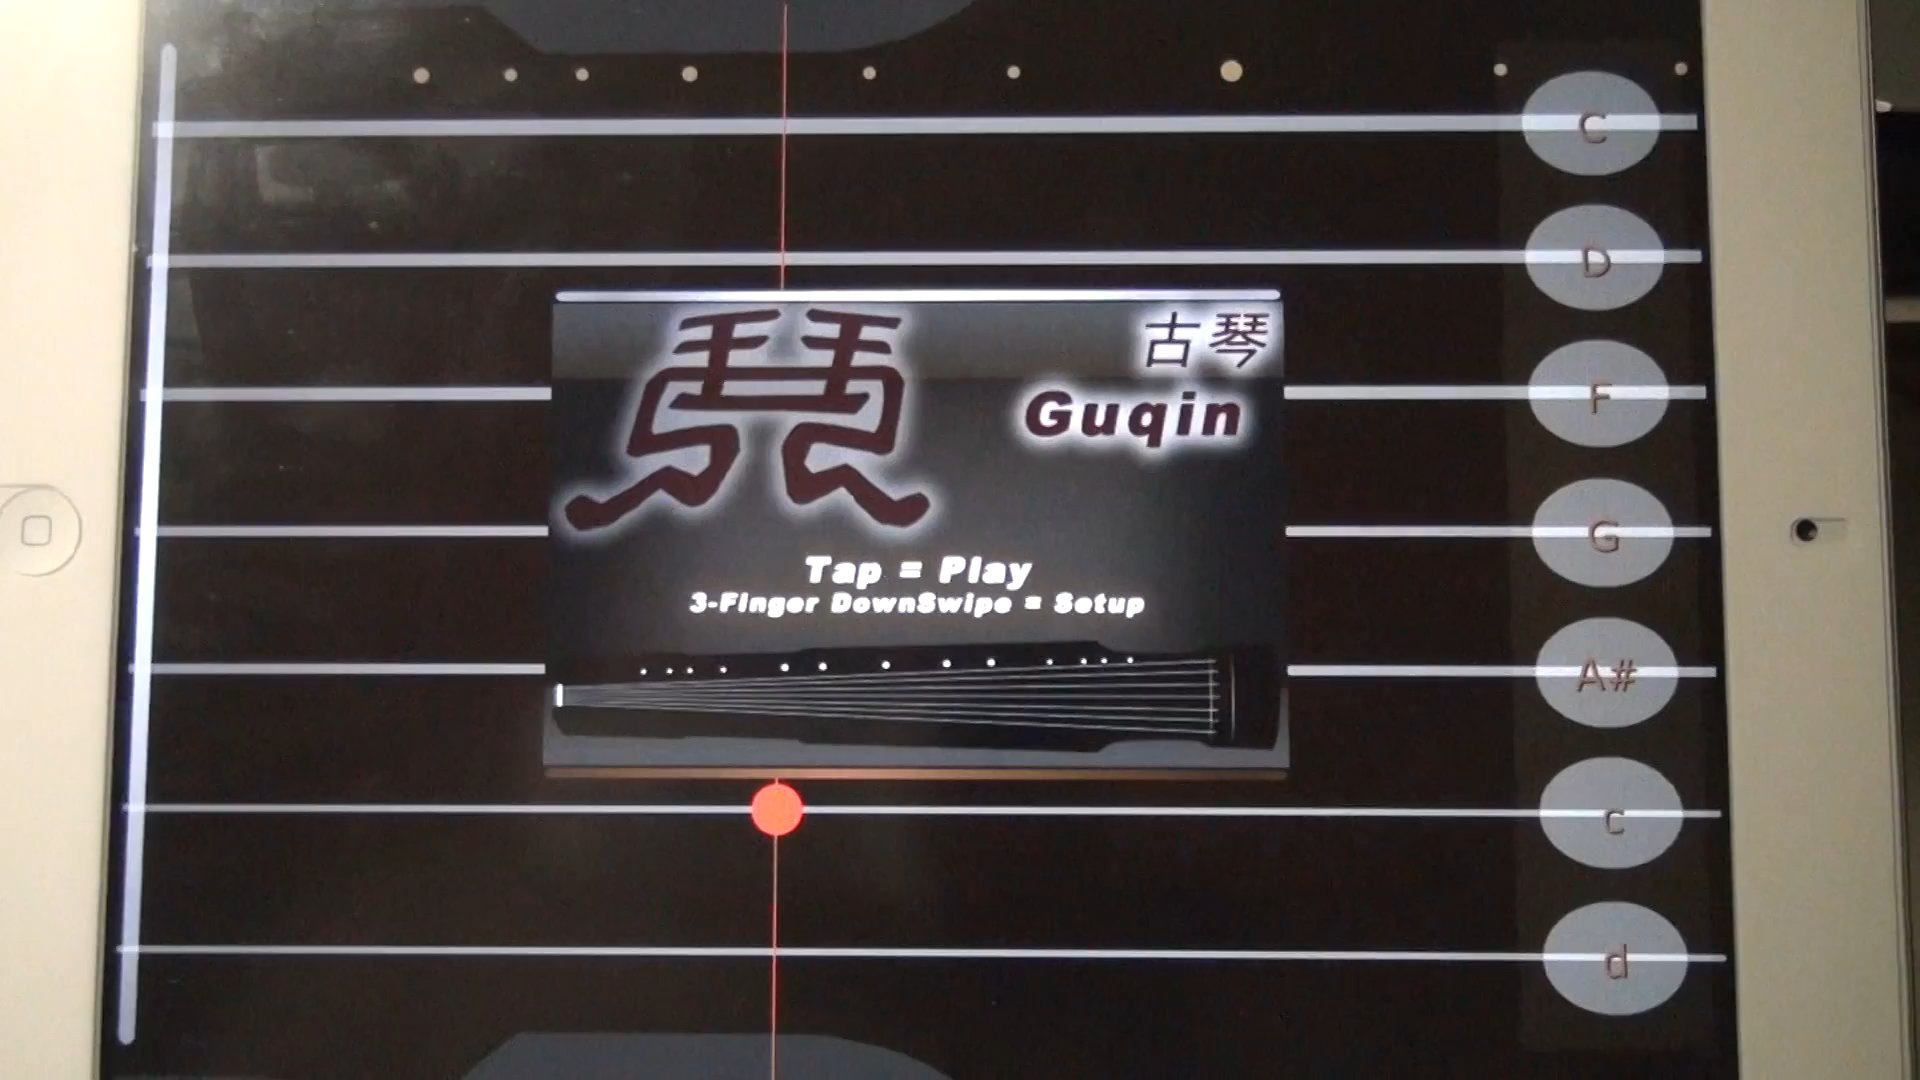 C
D
琴
古琴
Guqin
F
G
Tap = Play
3-Finger DownSwipe = Setup
A#
c
d